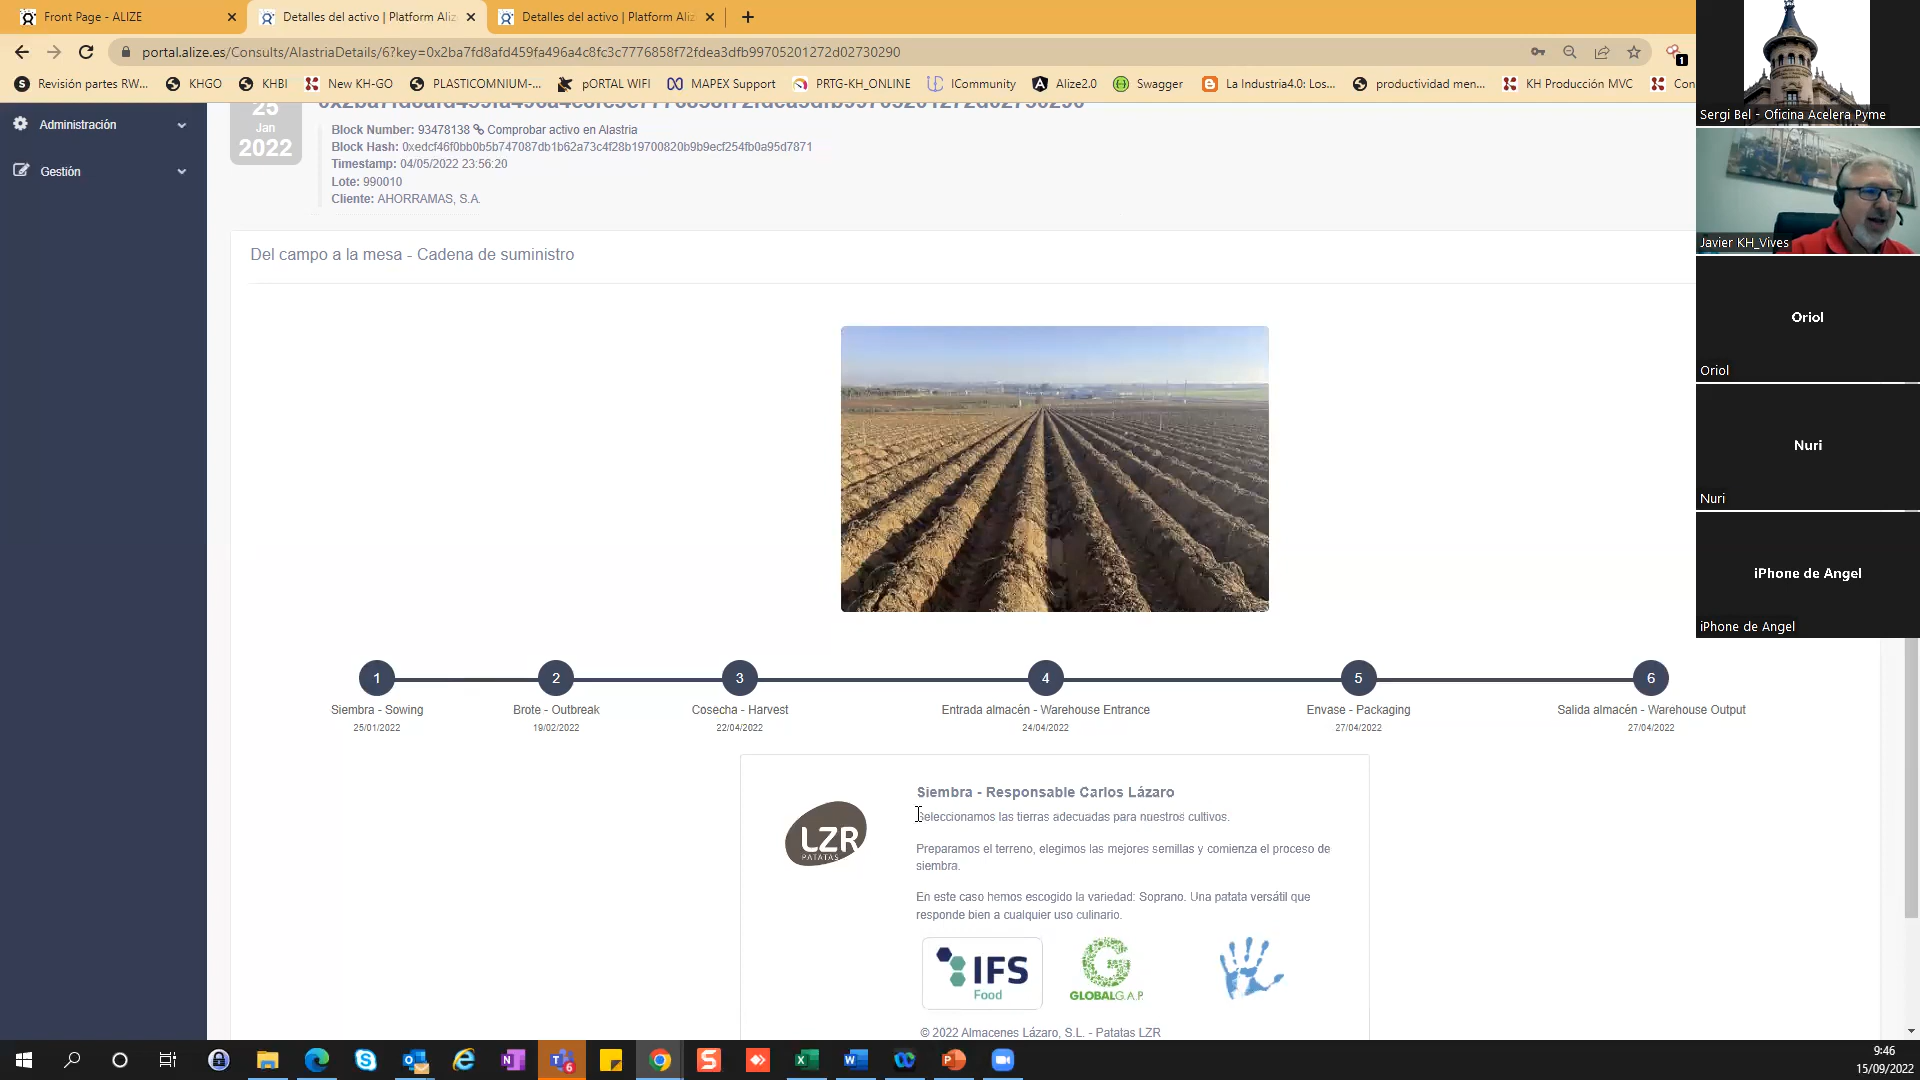 Front Page - ALIZE
Detalles del activo | Platform Aliz
Detalles del activo | Platform Aliz
portal.alize.es/Consults/AlastriaDetails/6?key=0x2ba7fd8afd459fa496a4c8fc3c7776858f72fdea3dfb99705201272d02730290
1
Revisión partes RW...
KHGO
KHBI
New KH-GO
PLASTICOMNIUM-...
pORTAL WIFI
MAPEX Support
PRTG-KH_ONLINE
ICommunity
Alize2.0
Swagger
La Industria4.0: Los...
productividad men...
KH Producción MVC
Con
Administración
Gestión
25
Jan
2022
0x2ba7fd8afd459fa496a4c8fc3c7776858f72fdea3dfb99705201272d02730290
Block Number: 93478138 Comprobar activo en Alastria
Block Hash: 0xedcf46f0bb0b5b747087db1b62a73c4f28b19700820b9b9ecf254fb0a95d7871
Timestamp: 04/05/2022 23:56:20
Lote: 990010
Cliente: AHORRAMAS, S.A.
Del campo a la mesa - Cadena de suministro
1
2
3
4
5
6
Siembra - Sowing
Brote - Outbreak
Cosecha - Harvest
Entrada almacén - Warehouse Entrance
Envase - Packaging
Salida almacén - Warehouse Output
25/01/2022
19/02/2022
22/04/2022
24/04/2022
27/04/2022
27/04/2022
LZR
PATATAS
Siembra - Responsable Carlos Lázaro
Seleccionamos las tierras adecuadas para nuestros cultivos.
Preparamos el terreno, elegimos las mejores semillas y comienza el proceso de
siembra.
En este caso hemos escogido la variedad: Soprano. Una patata versátil que
responde bien a cualquier uso culinario.
IFS
Food
GLOBALG.A.P.
© 2022 Almacenes Lázaro, S.L. - Patatas LZR
Sergi Bel - Oficina Acelera Pyme
Javier KH_Vives
Oriol
Oriol
Nuri
Nuri
iPhone de Angel
iPhone de Angel
6
9:46
15/09/2022